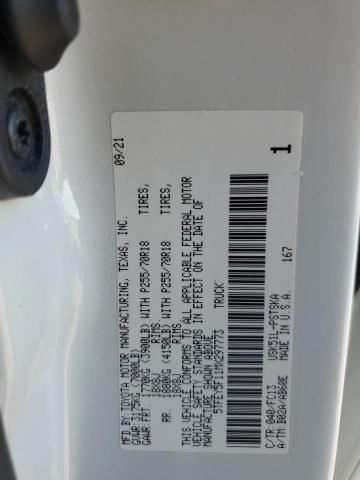 MFD BY: TOYOTA MOTOR MANUFACTURING, TEXAS, INC. 09/21
GVWR: 3175KG (7000LB)
GAWR: FRT. 1770KG (3900LB) WITH P255/70R18 TIRES,
18X8J RIMS
RR. 1880KG (4150LB) WITH P255/70R18 TIRES,
18X8J RIMS
THIS VEHICLE CONFORMS TO ALL APPLICABLE FEDERAL MOTOR
VEHICLE SAFETY STANDARDS IN EFFECT ON THE DATE OF
MANUFACTURE SHOWN ABOVE
5TFEY5F11MX297773 TRUCK
1
C/TR: 040/FC13 USK51L-PSTSKA 167
A/TM: B02A/AB60E MADE IN U.S.A.